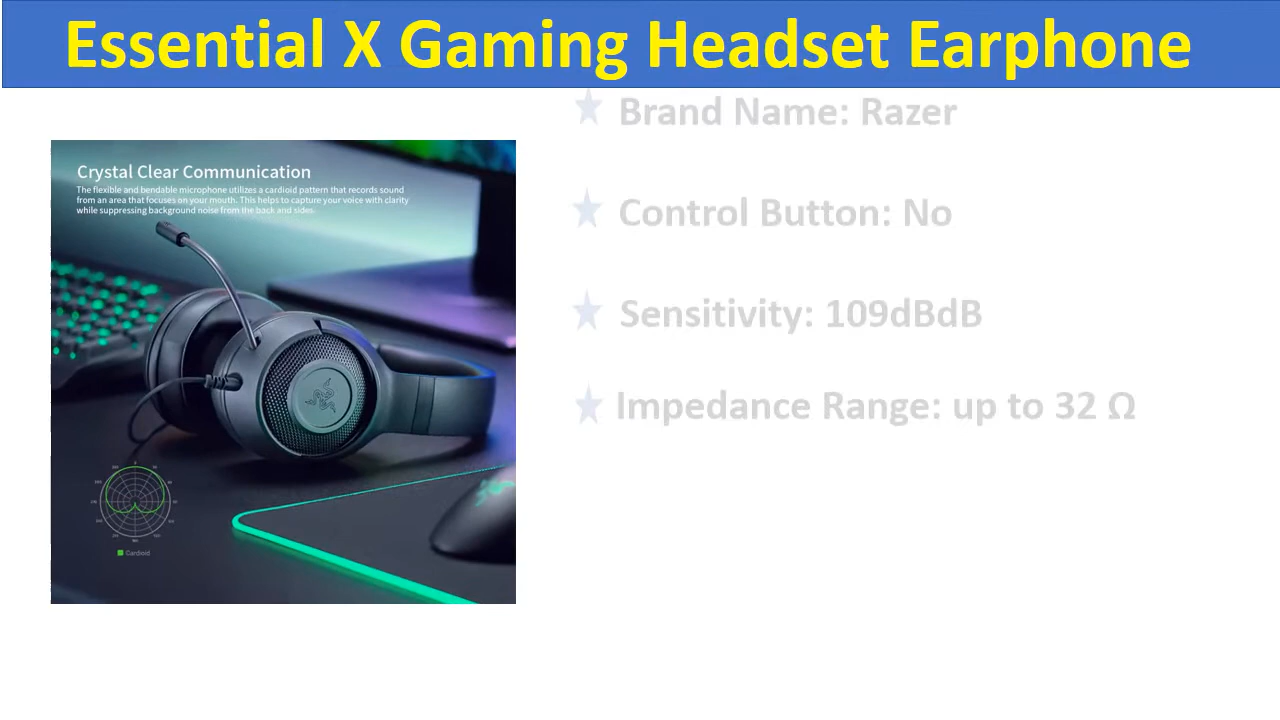 Essential X Gaming Headset Earphone
Brand Name: Razer
Control Button: No
Sensitivity: 109dBdB
Impedance Range: up to 32 Ω
Crystal Clear Communication
The flexible and bendable microphone utilizes a cardioid pattern that records sound
from an area that focuses on your mouth. This helps to capture your voice with clarity
while suppressing background noise from the back and sides.
Cardioid